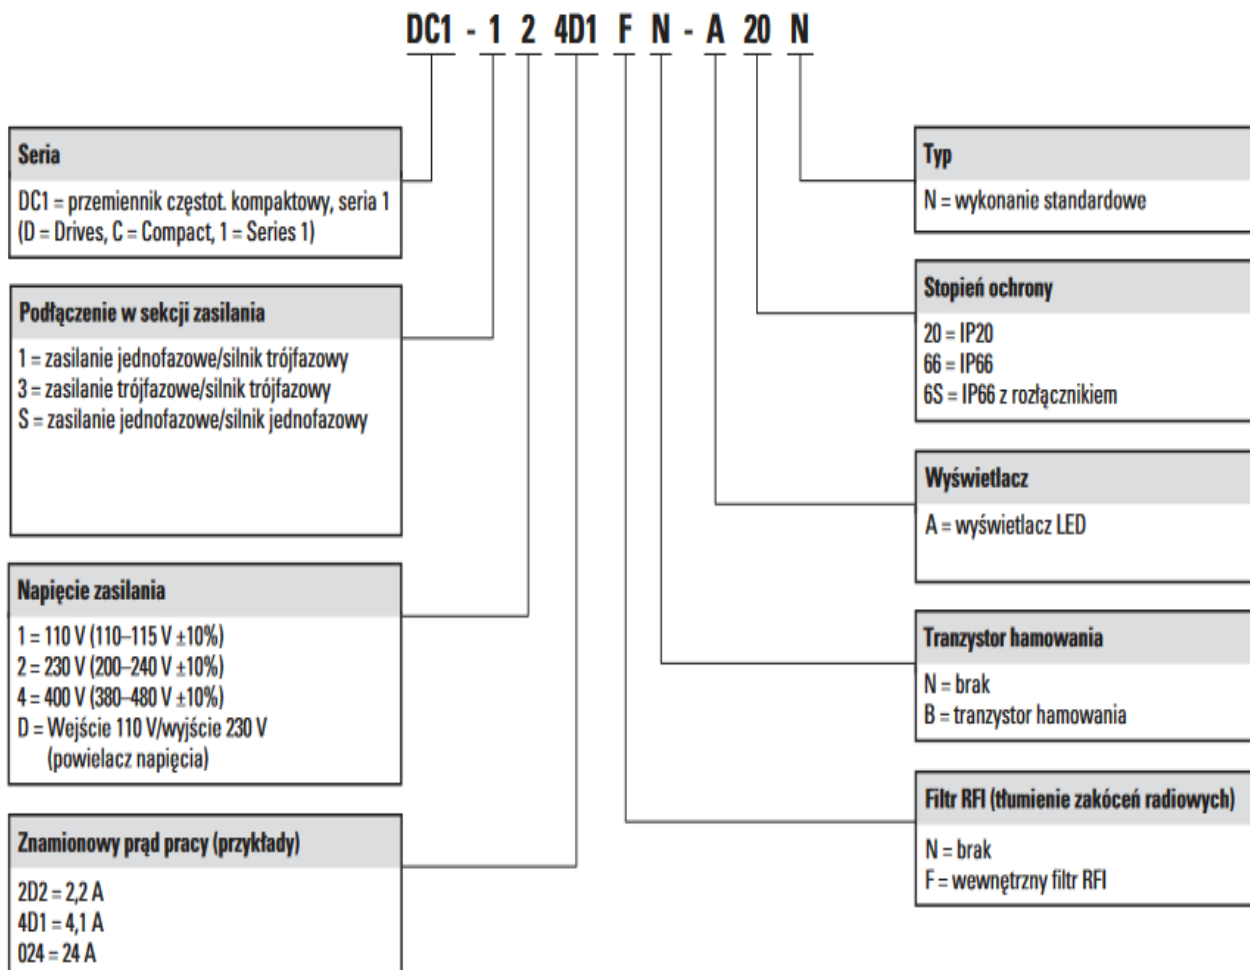 DC1 - 1 2 4D1 F N - A 20 N
Seria
DC1 = przemiennik częstot. kompaktowy, seria 1
(D = Drives, C = Compact, 1 = Series 1)
Podłączenie w sekcji zasilania
1 = zasilanie jednofazowe/silnik trójfazowy
3 = zasilanie trójfazowe/silnik trójfazowy
S = zasilanie jednofazowe/silnik jednofazowy
Napięcie zasilania
1 = 110 V (110–115 V ±10%)
2 = 230 V (200–240 V ±10%)
4 = 400 V (380–480 V ±10%)
D = Wejście 110 V/wyjście 230 V
(powielacz napięcia)
Znamionowy prąd pracy (przykłady)
2D2 = 2,2 A
4D1 = 4,1 A
024 = 24 A
Typ
N = wykonanie standardowe
Stopień ochrony
20 = IP20
66 = IP66
6S = IP66 z rozłącznikiem
Wyświetlacz
A = wyświetlacz LED
Tranzystor hamowania
N = brak
B = tranzystor hamowania
Filtr RFI (tłumienie zakóceń radiowych)
N = brak
F = wewnętrzny filtr RFI